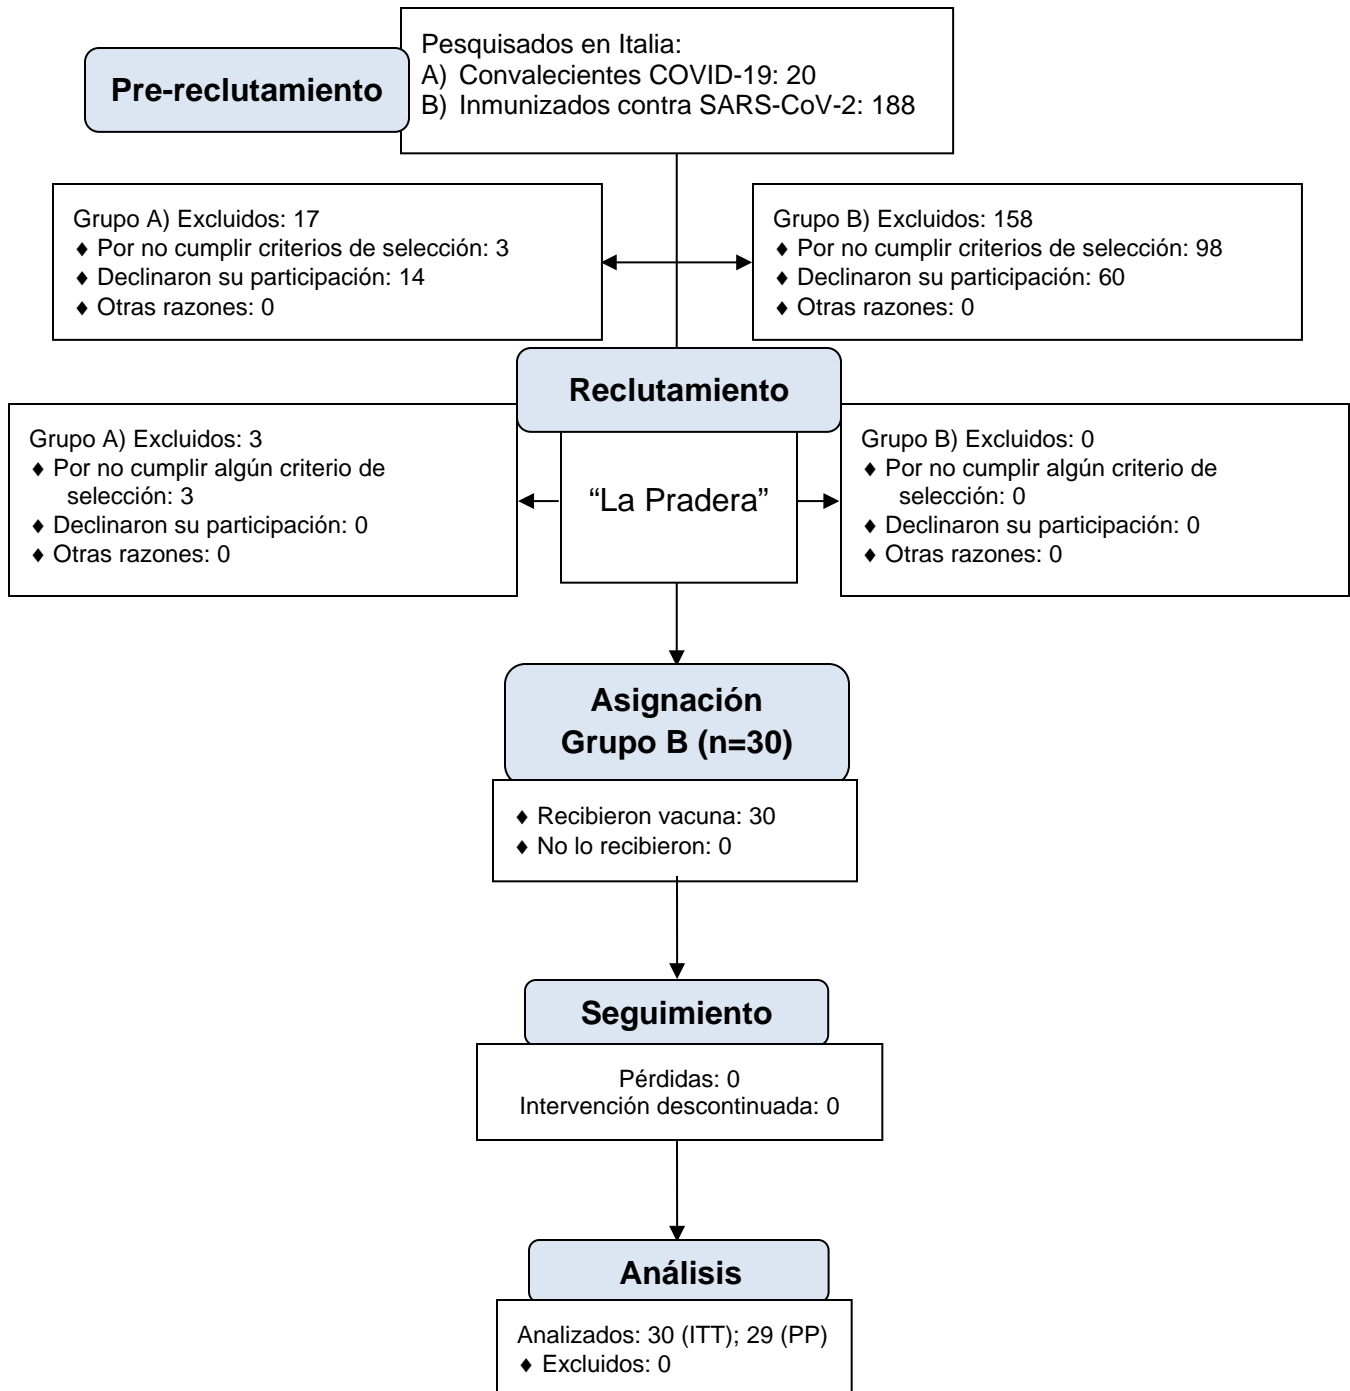 Pre-reclutamiento
Pesquisados en Italia:
A) Convalecientes COVID-19: 20
B) Inmunizados contra SARS-CoV-2: 188
Grupo A) Excluidos: 17
♦ Por no cumplir criterios de selección: 3
♦ Declinaron su participación: 14
♦ Otras razones: 0
Grupo B) Excluidos: 158
♦ Por no cumplir criterios de selección: 98
♦ Declinaron su participación: 60
♦ Otras razones: 0
Reclutamiento
Grupo A) Excluidos: 3
♦ Por no cumplir algún criterio de
selección: 3
♦ Declinaron su participación: 0
♦ Otras razones: 0
“La Pradera”
Grupo B) Excluidos: 0
♦ Por no cumplir algún criterio de
selección: 0
♦ Declinaron su participación: 0
♦ Otras razones: 0
Asignación
Grupo B (n=30)
♦ Recibieron vacuna: 30
♦ No lo recibieron: 0
Seguimiento
Pérdidas: 0
Intervención descontinuada: 0
Análisis
Analizados: 30 (ITT); 29 (PP)
♦ Excluidos: 0